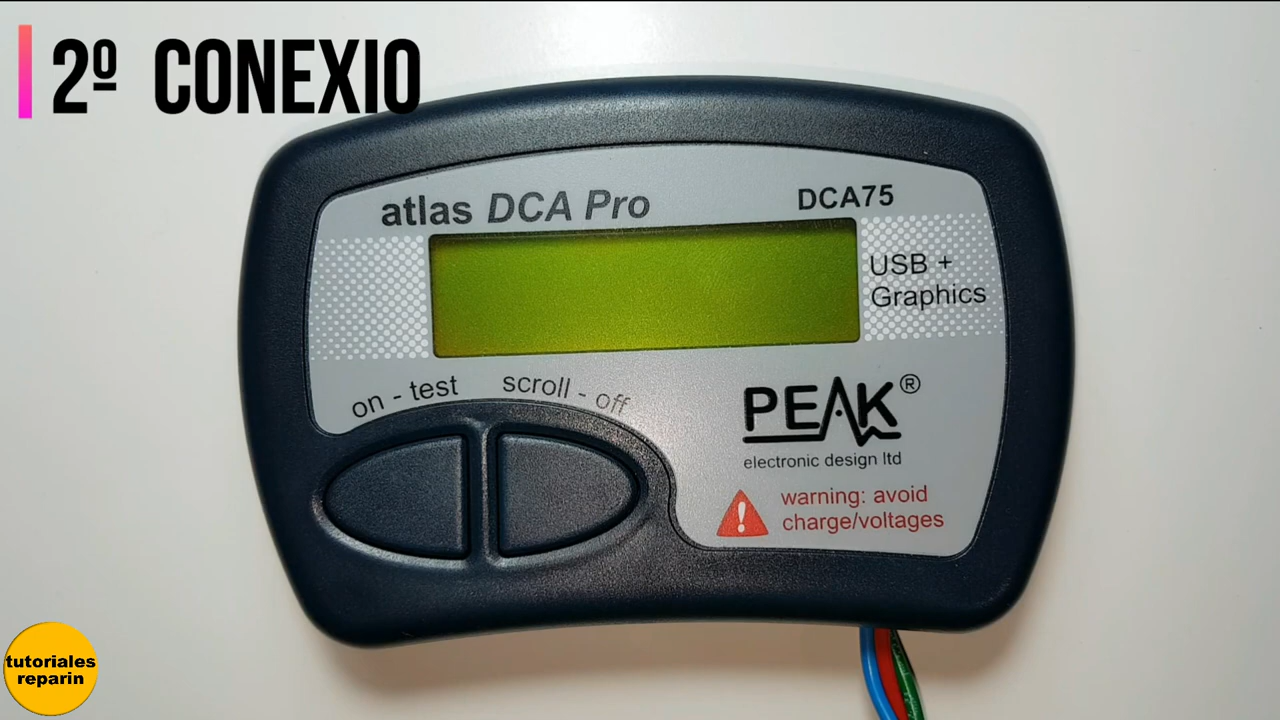 2º CONEXIO
atlas DCA Pro
DCA75
USB +
Graphics
on - test
scroll - off
PEAK®
electronic design ltd
warning: avoid
charge/voltages
tutoriales
reparin